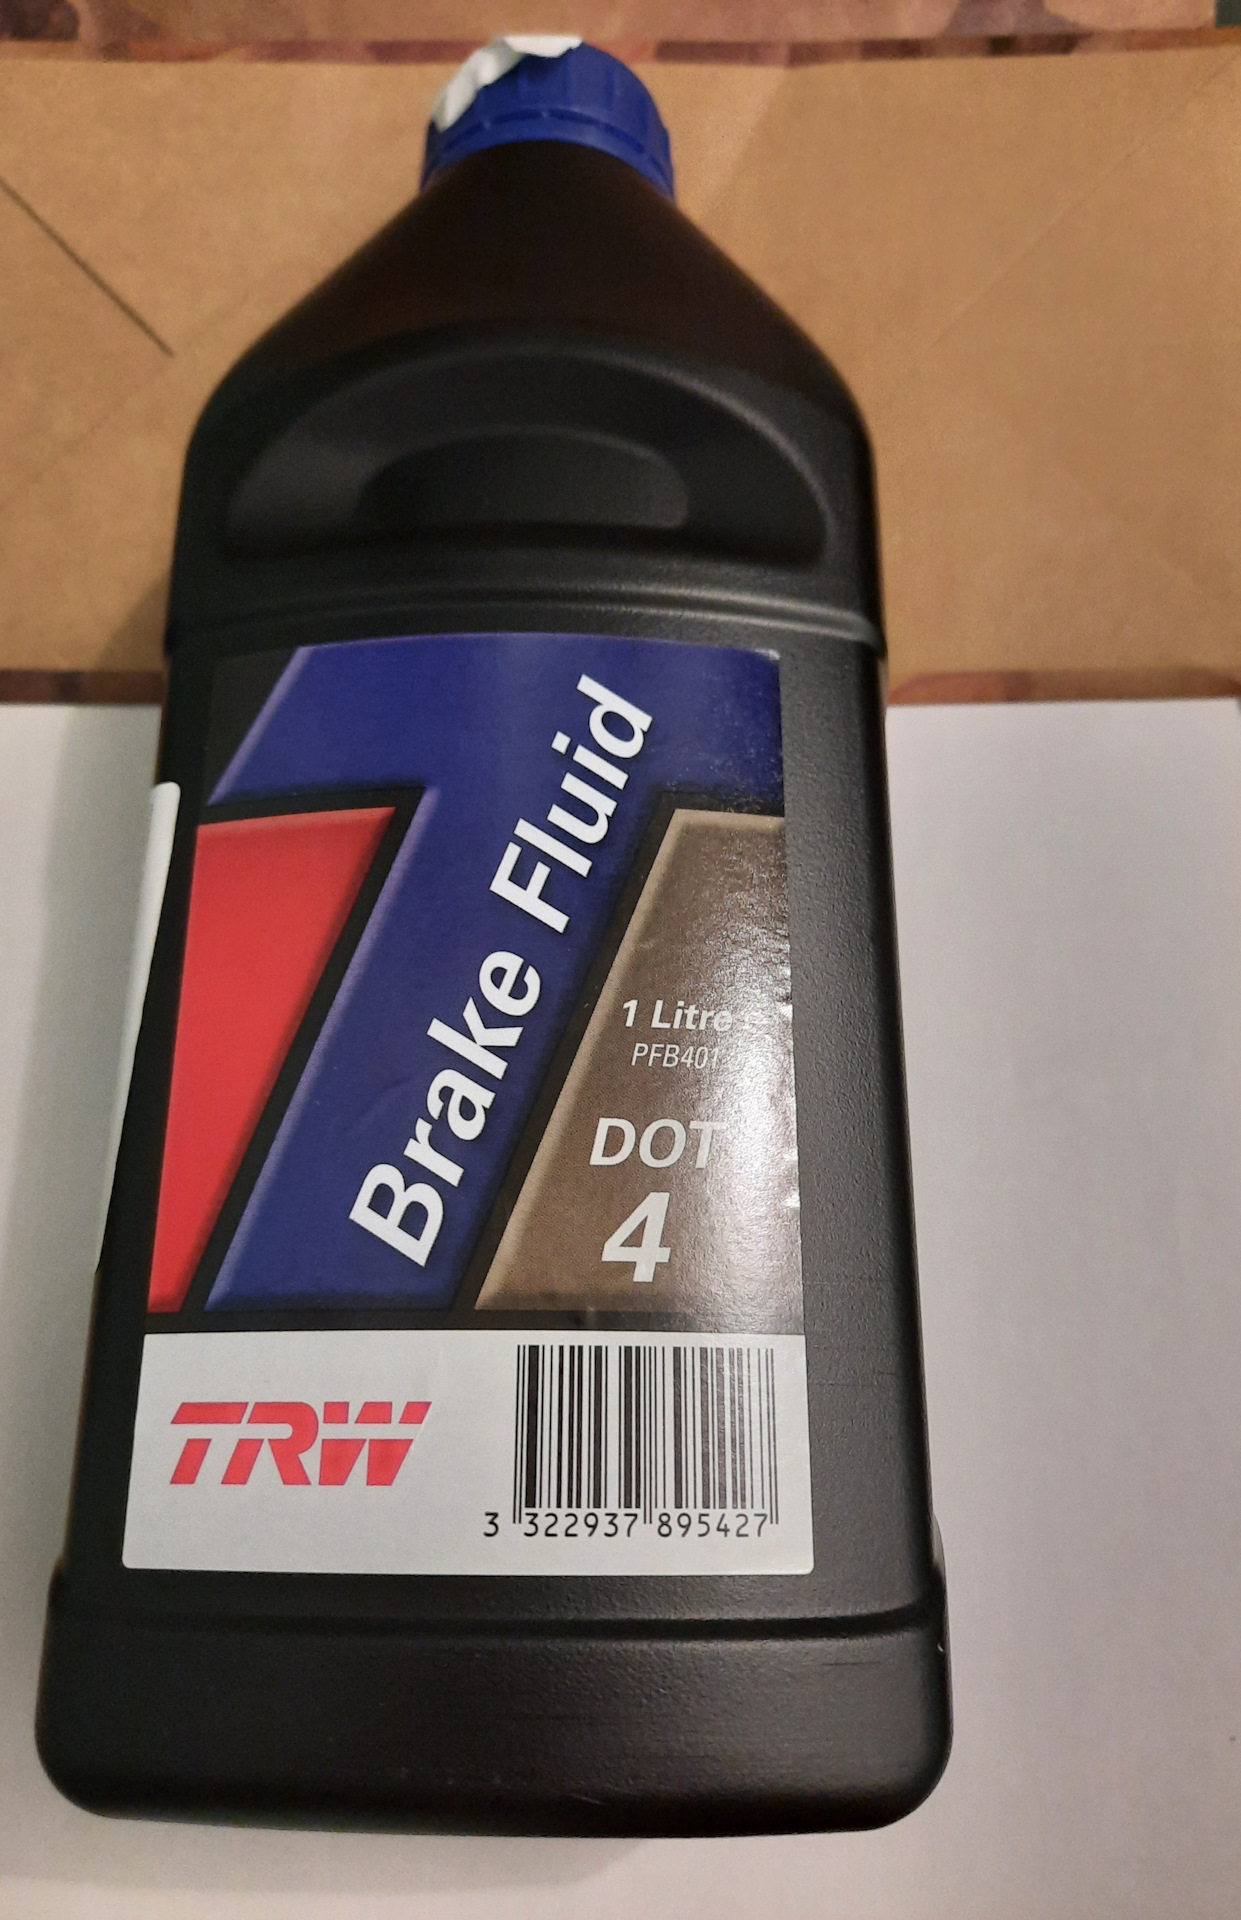 Brake Fluid
1 Litre
PFB401
DOT
4
TRW
3 322937 895427